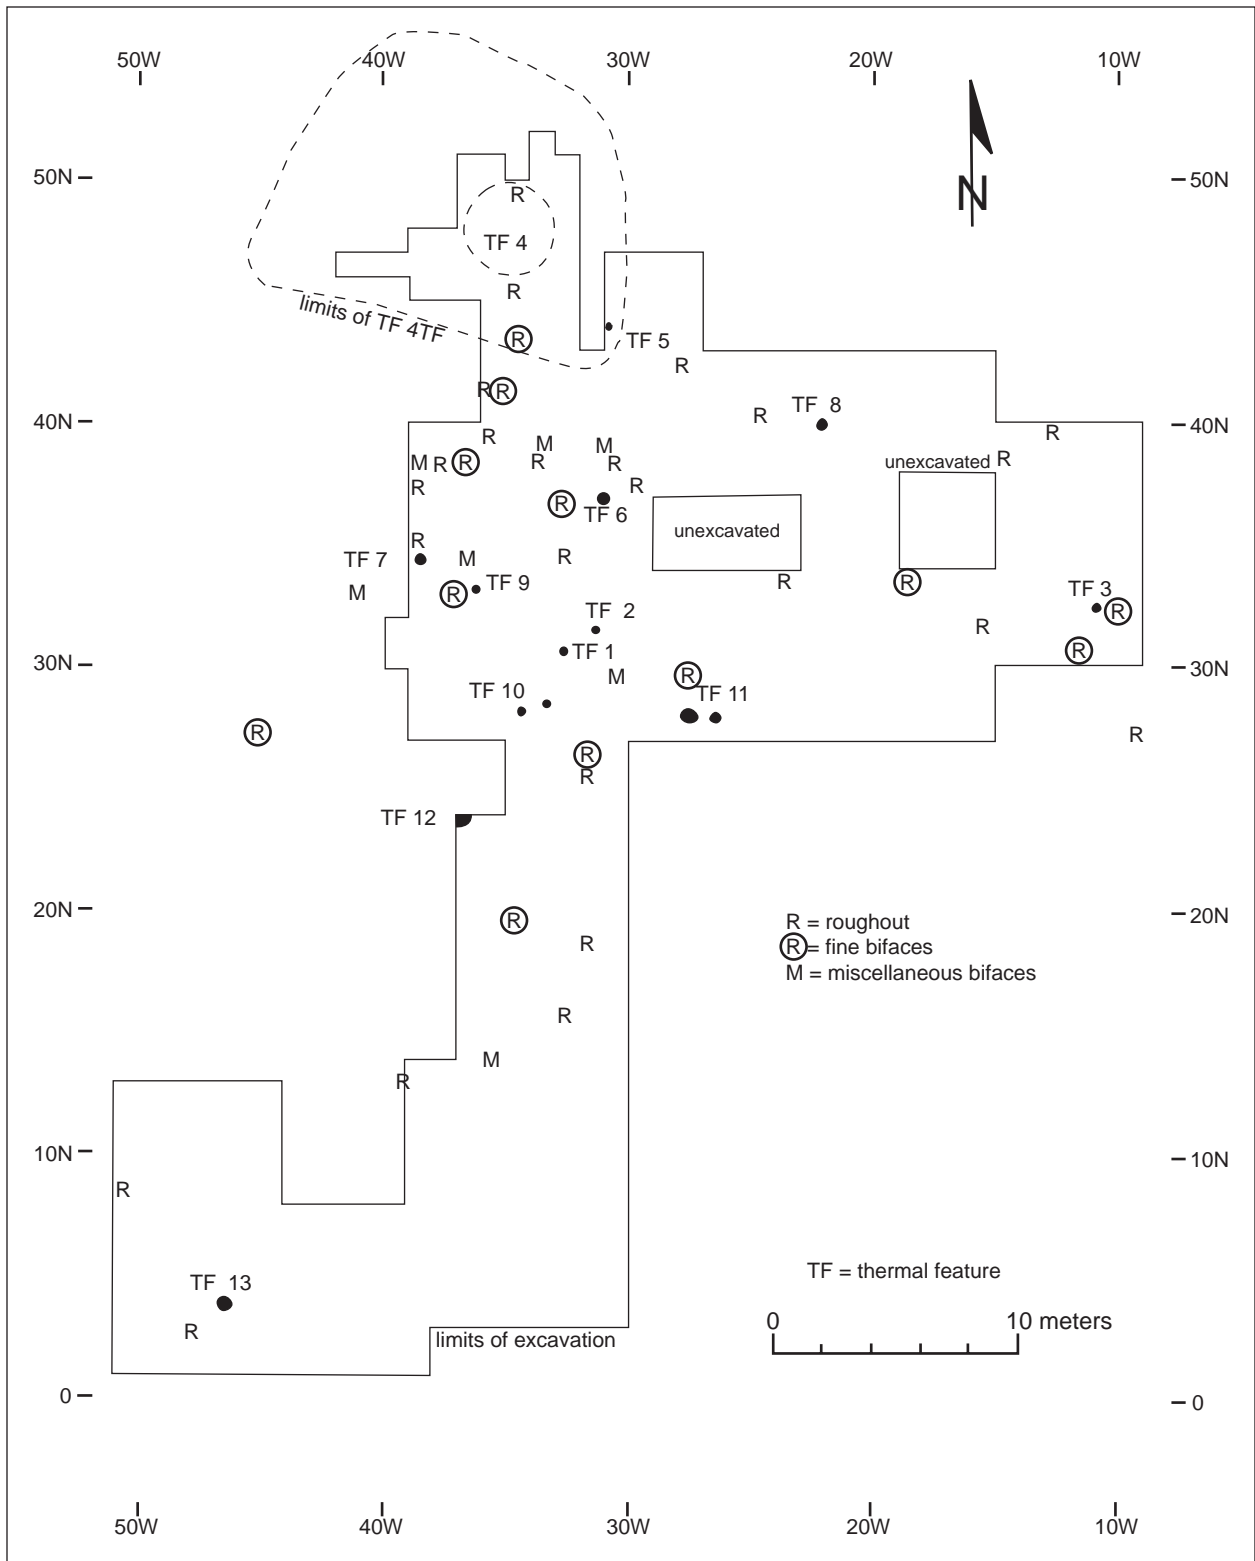 50W 40W 30W 20W 10W
N
50N 50N
R
TF 4
R
limits of TF 4TF
R
TF 5
R
R R
TF 8
R
40N 40N
R
R M M
M R R R R unexcavated R
R R
R
TF 6
unexcavated
R
TF 7 M R
TF 9 R R
M R
TF 3
R
TF 2
R
TF 1
R
30N 30N
M R
TF 10 TF 11
R
R
R
R
TF 12
20N 20N
R
R = roughout
R
R = fine bifaces
M = miscellaneous bifaces
R
M
R
10N 10N
R
TF 13
TF = thermal feature
R
0 10 meters
limits of excavation
0 0
50W 40W 30W 20W 10W